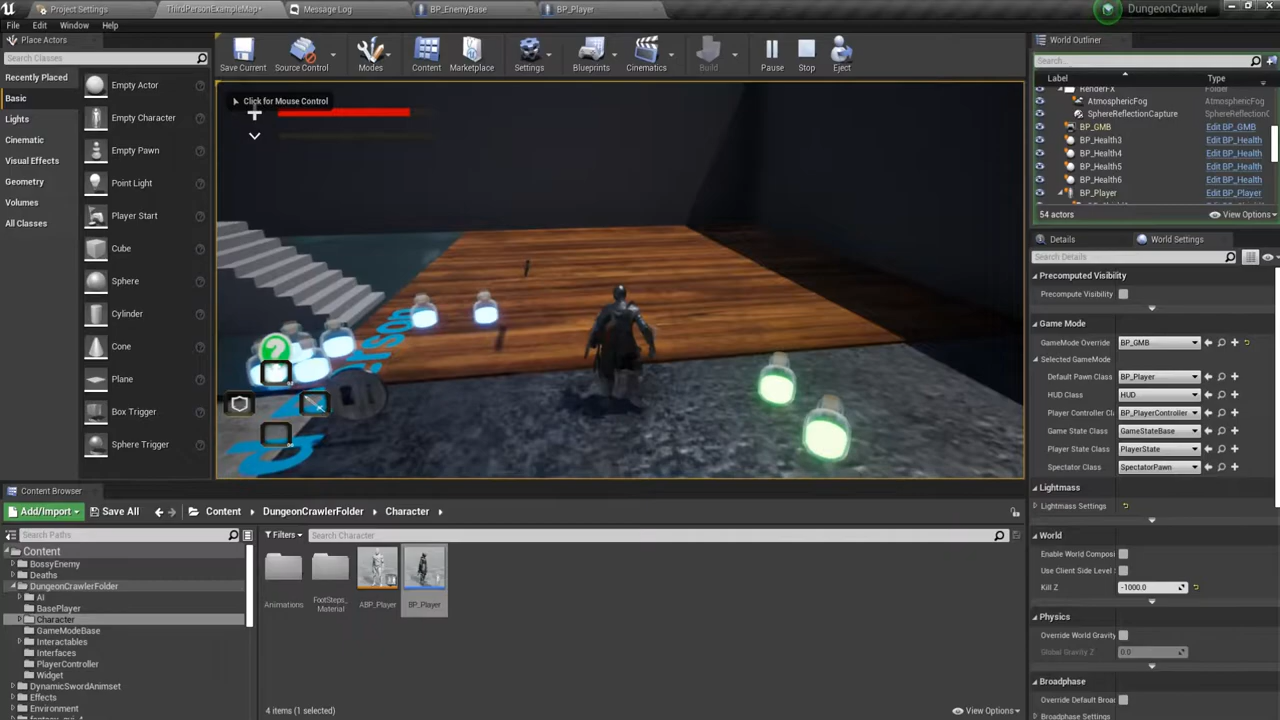 Project Settings
ThirdPersonExampleMap*
Message Log
BP_EnemyBase
BP_Player
DungeonCrawler
File Edit Window Help
Place Actors
Search Classes
Recently Placed
Basic
Lights
Cinematic
Visual Effects
Geometry
Volumes
All Classes
Empty Actor
Empty Character
Empty Pawn
Point Light
Player Start
Cube
Sphere
Cylinder
Cone
Plane
Box Trigger
Sphere Trigger
Save Current
Source Control
Modes
Content
Marketplace
Settings
Blueprints
Cinematics
Build
Pause
Stop
Eject
Click for Mouse Control
World Outliner
Search...
Label Type
RenderFX Folder
AtmosphericFog AtmosphericFog
SphereReflectionCapture SphereReflectionC
BP_GMB Edit BP_GMB
BP_Health3 Edit BP_Health
BP_Health4 Edit BP_Health
BP_Health5 Edit BP_Health
BP_Health6 Edit BP_Health
BP_Player Edit BP_Player
54 actors
View Options
Details
World Settings
Search Details
Precomputed Visibility
Precompute Visibility
Game Mode
GameMode Override BP_GMB
Selected GameMode
Default Pawn Class BP_Player
HUD Class HUD
Player Controller Cl BP_PlayerController
Game State Class GameStateBase
Player State Class PlayerState
Spectator Class SpectatorPawn
Lightmass
Lightmass Settings
World
Enable World Composi
Use Client Side Level
Kill Z -1000.0
Physics
Override World Gravity
Global Gravity Z 0.0
Broadphase
Override Default Broa
Broadphase Settings
Content Browser
Add/Import
Save All
Content DungeonCrawlerFolder Character
Search Paths
Filters
Search Character
Content
BossyEnemy
Deaths
DungeonCrawlerFolder
AI
BasePlayer
Character
GameModeBase
Interactables
Interfaces
PlayerController
Widget
DynamicSwordAnimset
Effects
Environment
Animations
FootSteps_
Material
ABP_Player
BP_Player
4 items (1 selected)
View Options